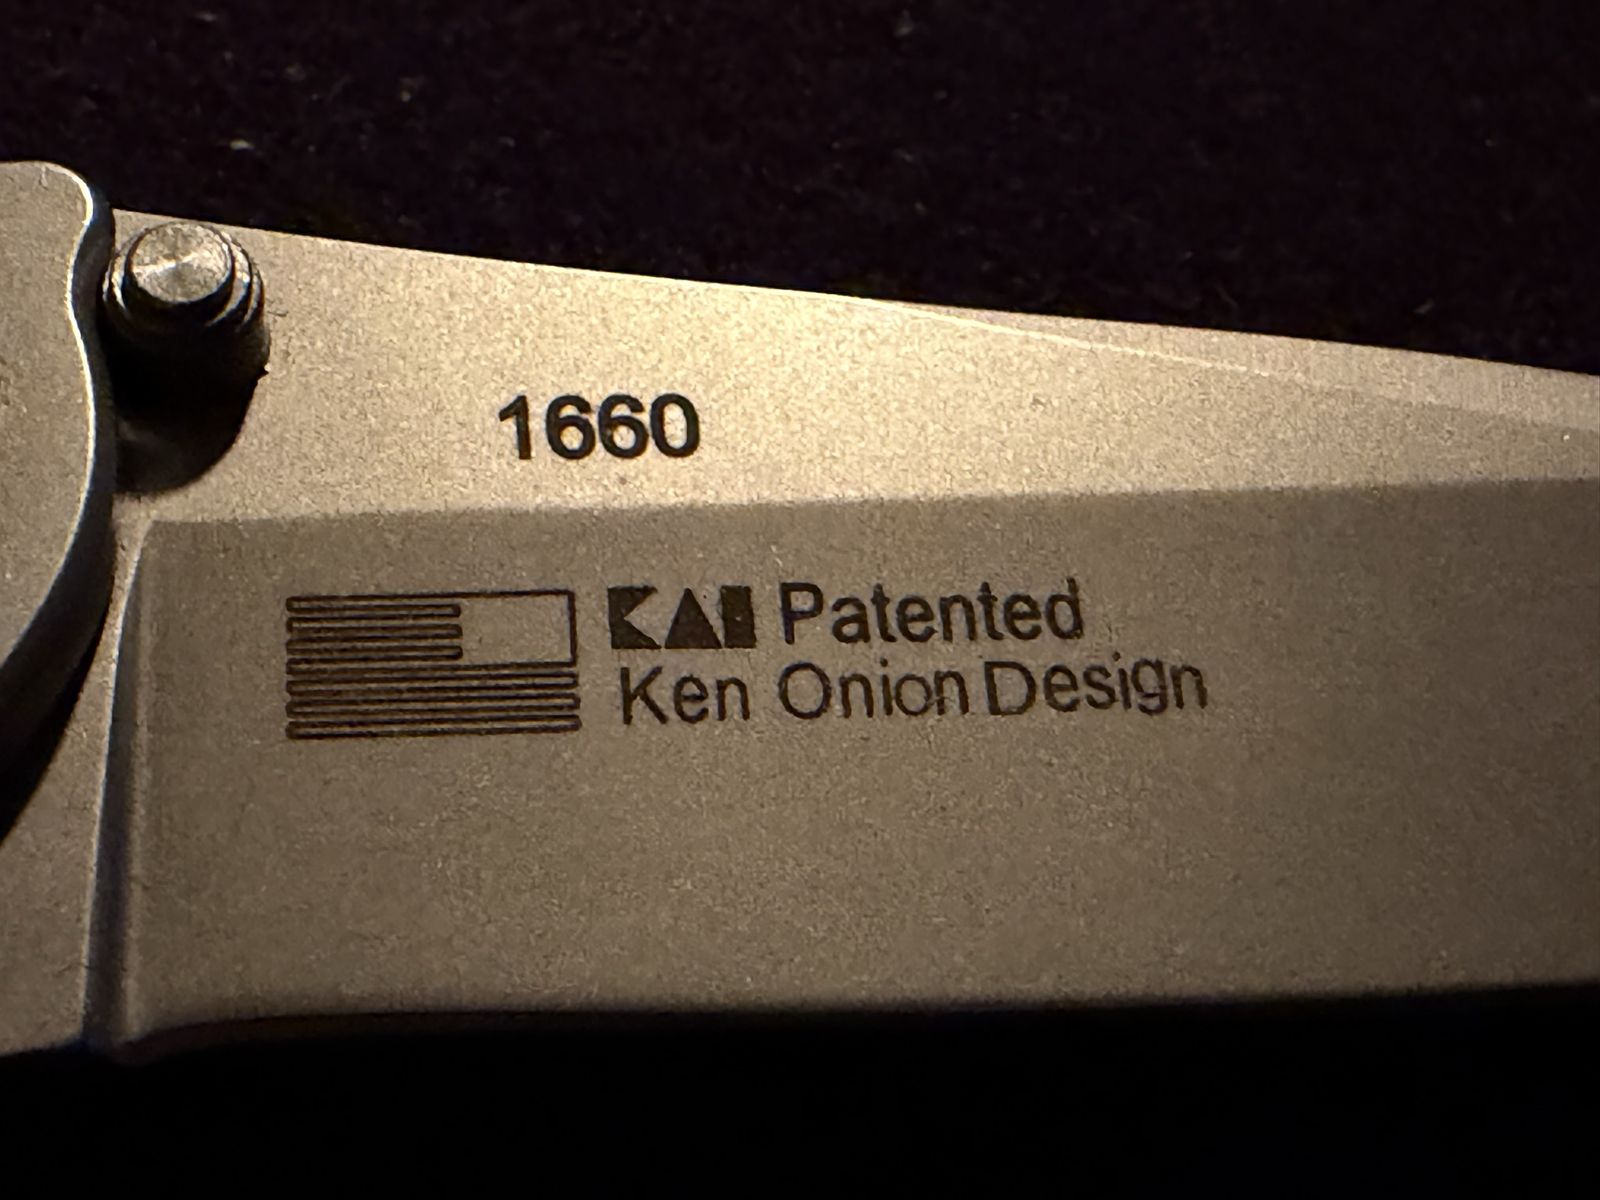 1660
KAI Patented
Ken Onion Design